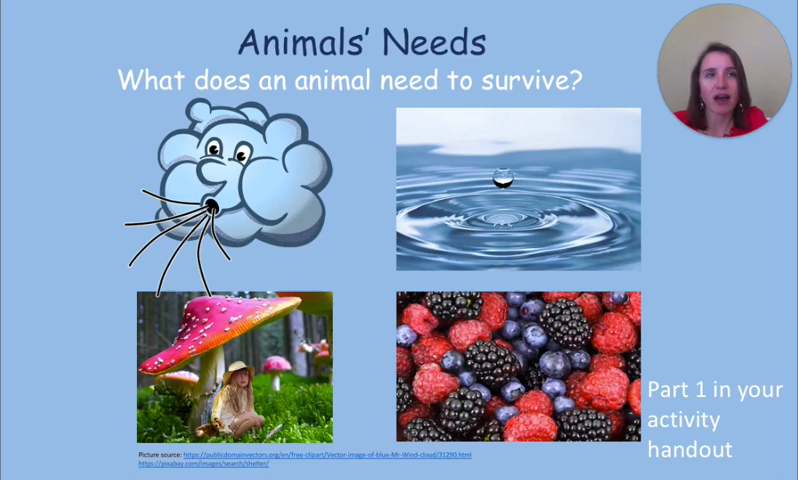 Animals' Needs
What does an animal need to survive?
Part 1 in your
activity
handout
Picture source: https://publicdomainvectors.org/en/free-clipart/Vector-image-of-blue-Mr-Wind-cloud/31290.html
https://pixabay.com/images/search/shelter/